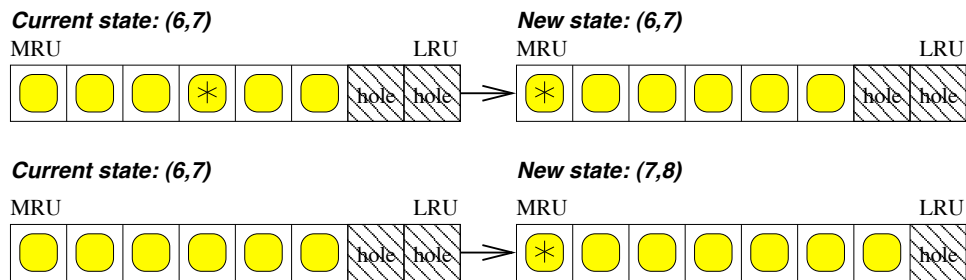 Current state: (6,7) New state: (6,7)
MRU LRU MRU LRU
* hole hole * hole hole
Current state: (6,7) New state: (7,8)
MRU LRU MRU LRU
hole hole * hole